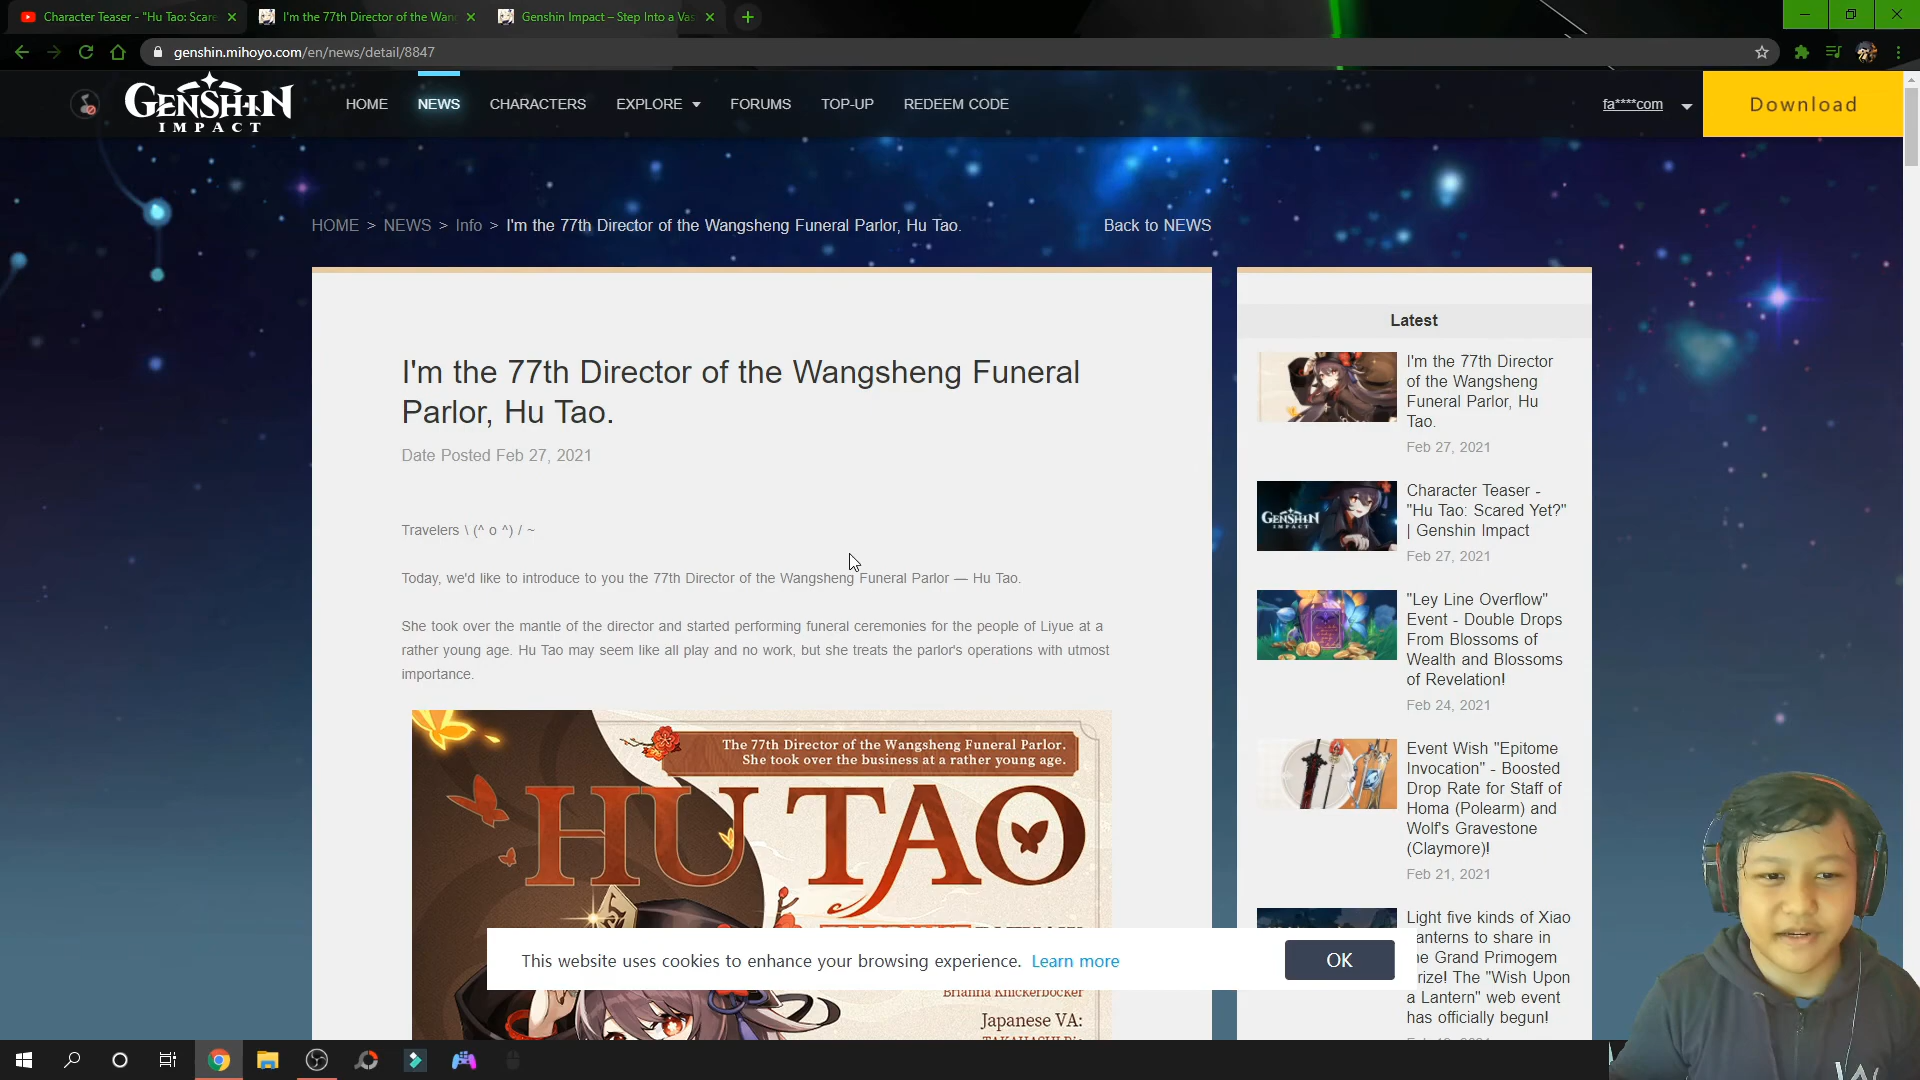 Character Teaser - "Hu Tao: Scare
I'm the 77th Director of the Wang
Genshin Impact – Step Into a Vas
genshin.mihoyo.com/en/news/detail/8847
GENSHIN
IMPACT
HOME
NEWS
CHARACTERS
EXPLORE
FORUMS
TOP-UP
REDEEM CODE
fa****com
Download
HOME > NEWS > Info > I'm the 77th Director of the Wangsheng Funeral Parlor, Hu Tao.
Back to NEWS
I'm the 77th Director of the Wangsheng Funeral
Parlor, Hu Tao.
Date Posted Feb 27, 2021
Travelers \ (^ o ^) / ~
Today, we'd like to introduce to you the 77th Director of the Wangsheng Funeral Parlor — Hu Tao.
She took over the mantle of the director and started performing funeral ceremonies for the people of Liyue at a
rather young age. Hu Tao may seem like all play and no work, but she treats the parlor's operations with utmost
importance.
The 77th Director of the Wangsheng Funeral Parlor.
She took over the business at a rather young age.
HU TAO
Brianna Knickerbocker
Japanese VA:
This website uses cookies to enhance your browsing experience. Learn more
OK
Latest
I'm the 77th Director
of the Wangsheng
Funeral Parlor, Hu
Tao.
Feb 27, 2021
GENSHIN
IMPACT
Character Teaser -
"Hu Tao: Scared Yet?"
| Genshin Impact
Feb 27, 2021
"Ley Line Overflow"
Event - Double Drops
From Blossoms of
Wealth and Blossoms
of Revelation!
Feb 24, 2021
Event Wish "Epitome
Invocation" - Boosted
Drop Rate for Staff of
Homa (Polearm) and
Wolf's Gravestone
(Claymore)!
Feb 21, 2021
Light five kinds of Xiao
anterns to share in
he Grand Primogem
rize! The "Wish Upon
a Lantern" web event
has officially begun!